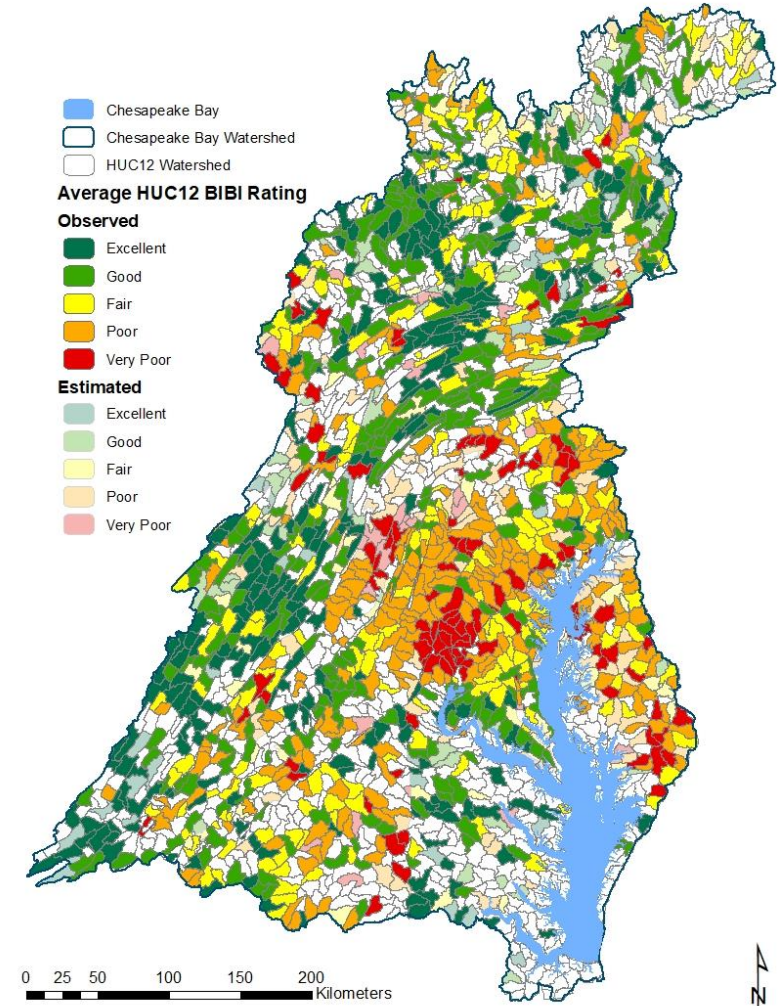 Chesapeake Bay
Chesapeake Bay Watershed
HUC12 Watershed
Average HUC12 BIBI Rating
Observed
Excellent
Good
Fair
Poor
Very Poor
Estimated
Excellent
Good
Fair
Poor
Very Poor
0 25 50 100 150 200
Kilometers
N